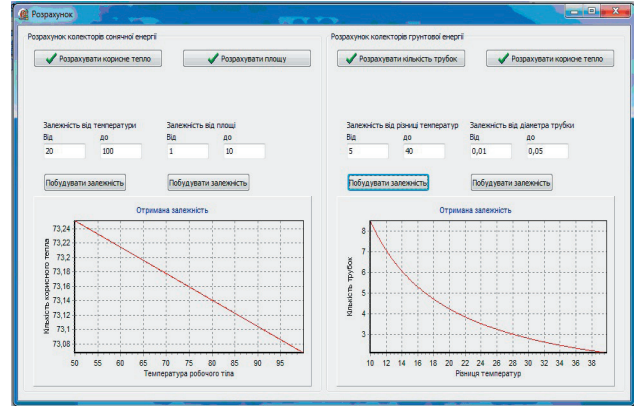 Розрахунок
Розрахунок колекторів сонячної енергії
Розрахувати корисне тепло
Розрахувати площу
Залежність від температури
Залежність від площі
Від до
Від до
20 100
1 10
Побудувати залежність
Побудувати залежність
Отримана залежність
Кількість корисного тепла
73,24
73,22
73,2
73,18
73,16
73,14
73,12
73,1
73,08
50 55 60 65 70 75 80 85 90 95
Температура робочого тіла
Розрахунок колекторів грунтової енергії
Розрахувати кількість трубок
Розрахувати корисне тепло
Залежність від різниці температур
Залежність від діаметра трубки
Від до
Від до
5 40
0,01 0,05
Побудувати залежність
Побудувати залежність
Отримана залежність
Кількість трубок
8
7
6
5
4
3
10 12 14 16 18 20 22 24 26 28 30 32 34 36 38
Різниця температур